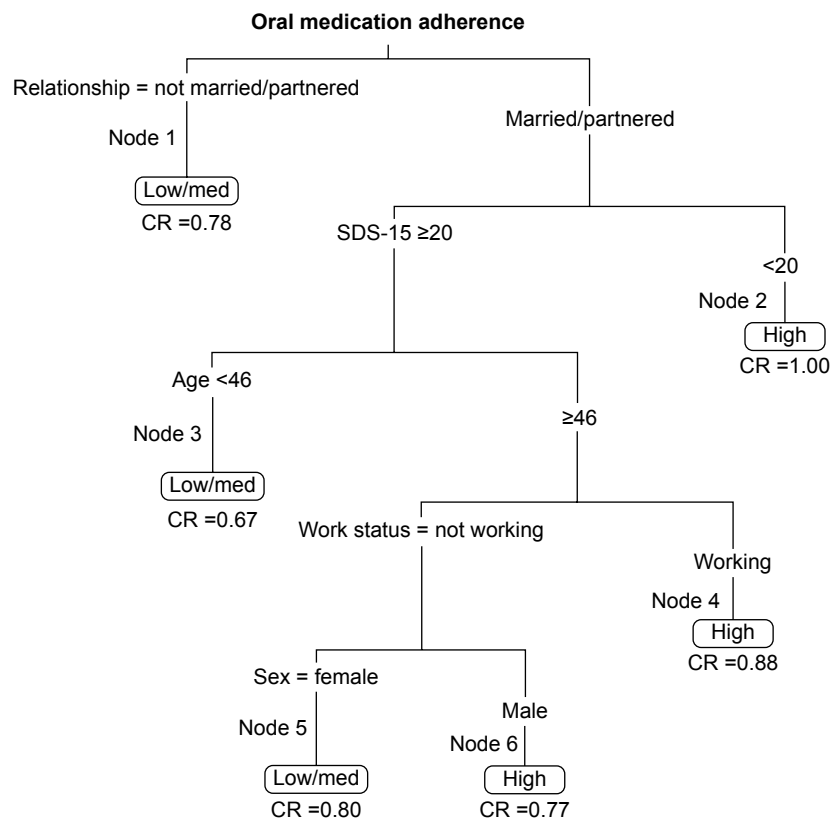 Oral medication adherence
Relationship = not married/partnered
Married/partnered
Node 1
Low/med
CR =0.78
SDS-15 ≥20
<20
Node 2
High
CR =1.00
Age <46
≥46
Node 3
Low/med
CR =0.67
Work status = not working
Working
Node 4
High
CR =0.88
Sex = female
Male
Node 5
Node 6
Low/med
High
CR =0.80
CR =0.77